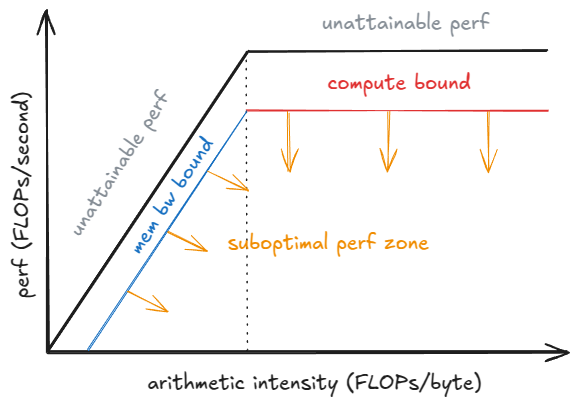 unattainable perf
compute bound
unattainable perf
mem bw bound
suboptimal perf zone
perf (FLOPs/second)
arithmetic intensity (FLOPs/byte)